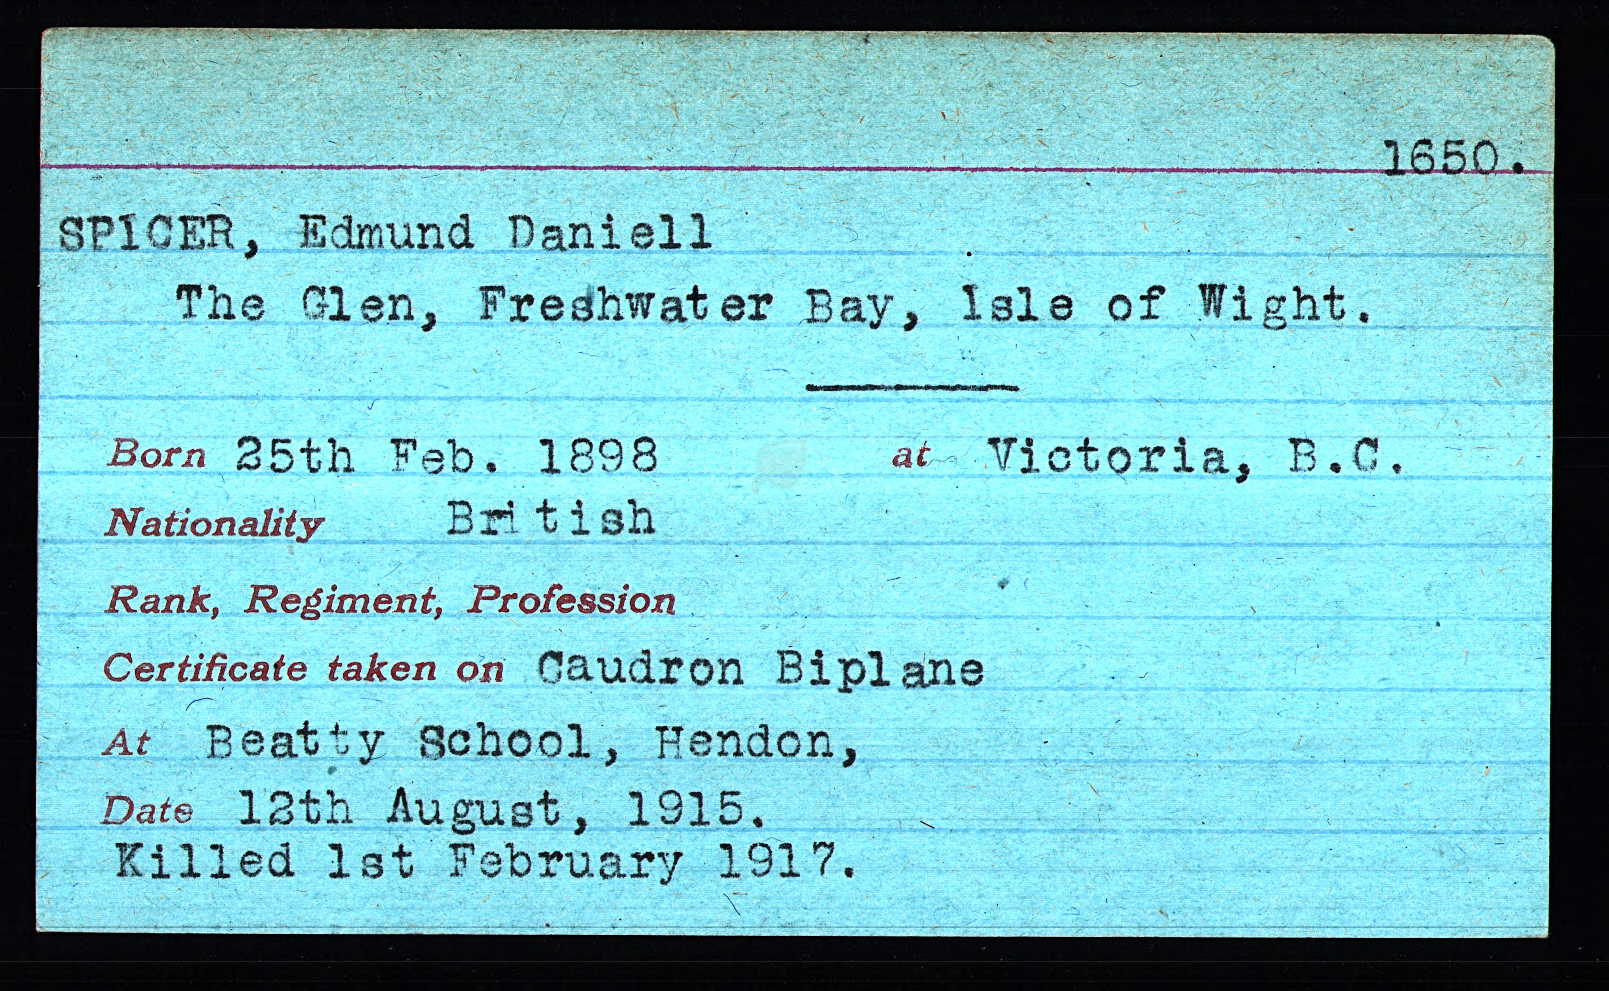 1650.
SPICER, Edmund Daniell
The Glen, Freshwater Bay, Isle of Wight.
Born 25th Feb. 1898 at Victoria, B.C.
Nationality British
Rank, Regiment, Profession
Certificate taken on Caudron Biplane
At Beatty School, Hendon,
Date 12th August, 1915.
Killed 1st February 1917.